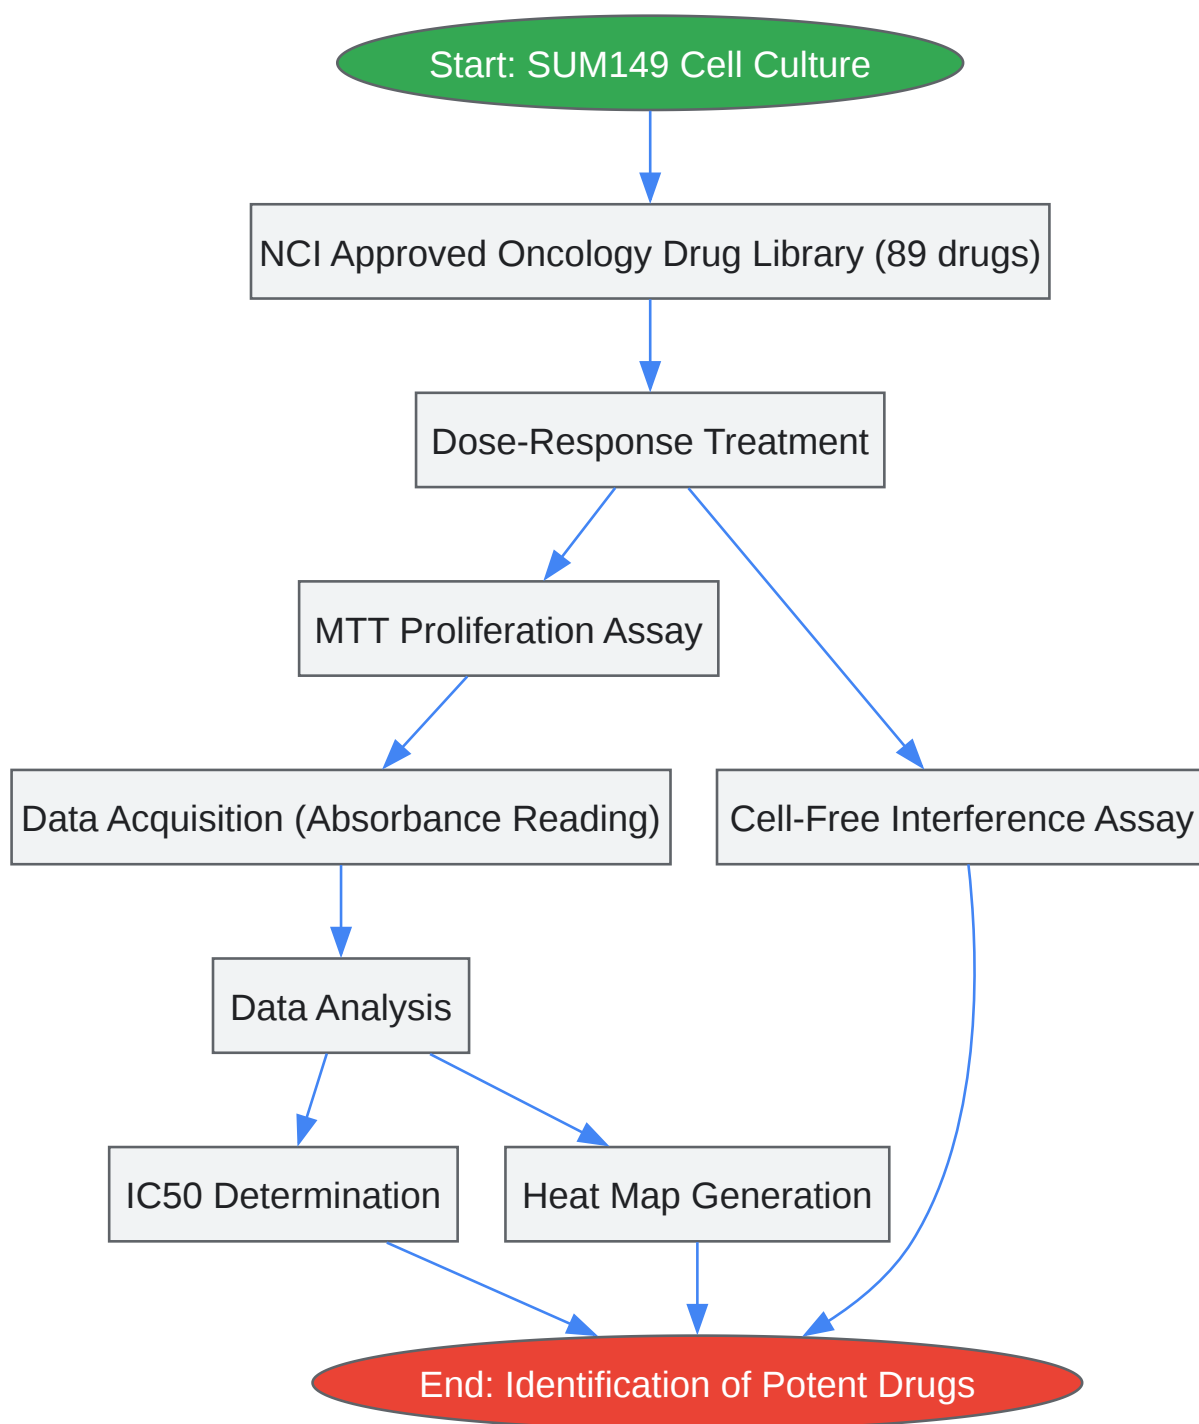 Start: SUM149 Cell Culture
NCI Approved Oncology Drug Library (89 drugs)
Dose-Response Treatment
MTT Proliferation Assay
Data Acquisition (Absorbance Reading)
Cell-Free Interference Assay
Data Analysis
IC50 Determination
Heat Map Generation
End: Identification of Potent Drugs